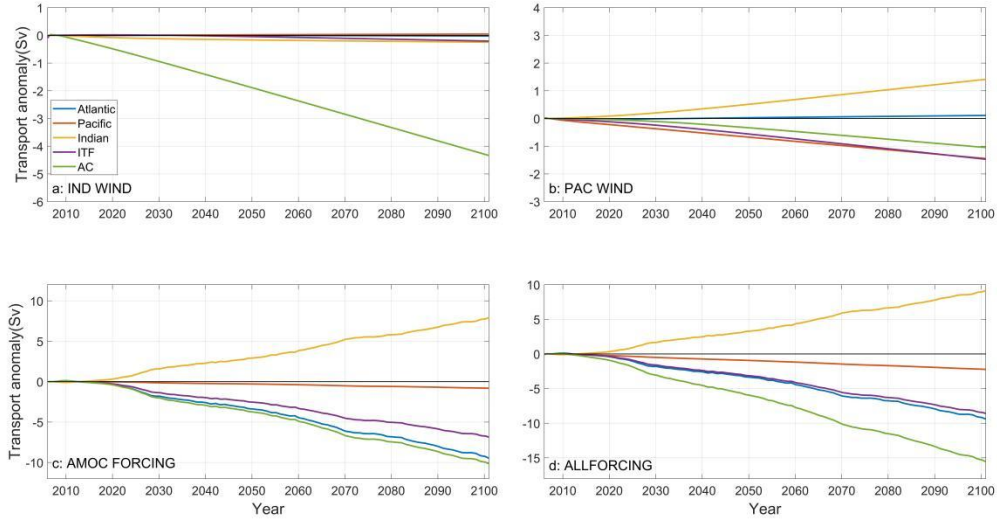 Transport anomaly(Sv)
1
0
-1
-2
-3
-4
-5
-6
Atlantic
Pacific
Indian
ITF
AC
a: IND WIND
2010 2020 2030 2040 2050 2060 2070 2080 2090 2100
4
3
2
1
0
-1
-2
-3
b: PAC WIND
2010 2020 2030 2040 2050 2060 2070 2080 2090 2100
Transport anomaly(Sv)
10
5
0
-5
-10
c: AMOC FORCING
2010 2020 2030 2040 2050 2060 2070 2080 2090 2100
Year
10
5
0
-5
-10
-15
d: ALLFORCING
2010 2020 2030 2040 2050 2060 2070 2080 2090 2100
Year